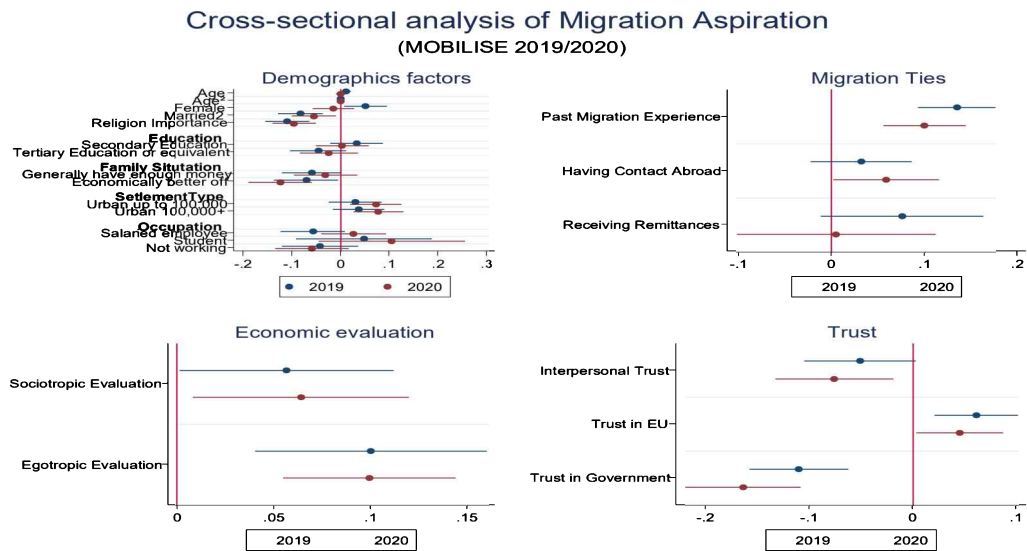 Cross-sectional analysis of Migration Aspiration
(MOBILISE 2019/2020)
Demographics factors
Age
Age²
Female
Married2
Religion Importance
Education
Secondary Education
Tertiary Education or equivalent
Family Situtation
Generally have enough money
Economically better off
SetlementType
Urban up to 100,000
Urban 100,000+
Occupation
Salaried employee
Student
Not working
-.2 -.1 0 .1 .2 .3
2019 2020
Migration Ties
Past Migration Experience
Having Contact Abroad
Receiving Remittances
-.1 0 .1 .2
2019 2020
Economic evaluation
Sociotropic Evaluation
Egotropic Evaluation
0 .05 .1 .15
2019 2020
Trust
Interpersonal Trust
Trust in EU
Trust in Government
-.2 -.1 0 .1
2019 2020